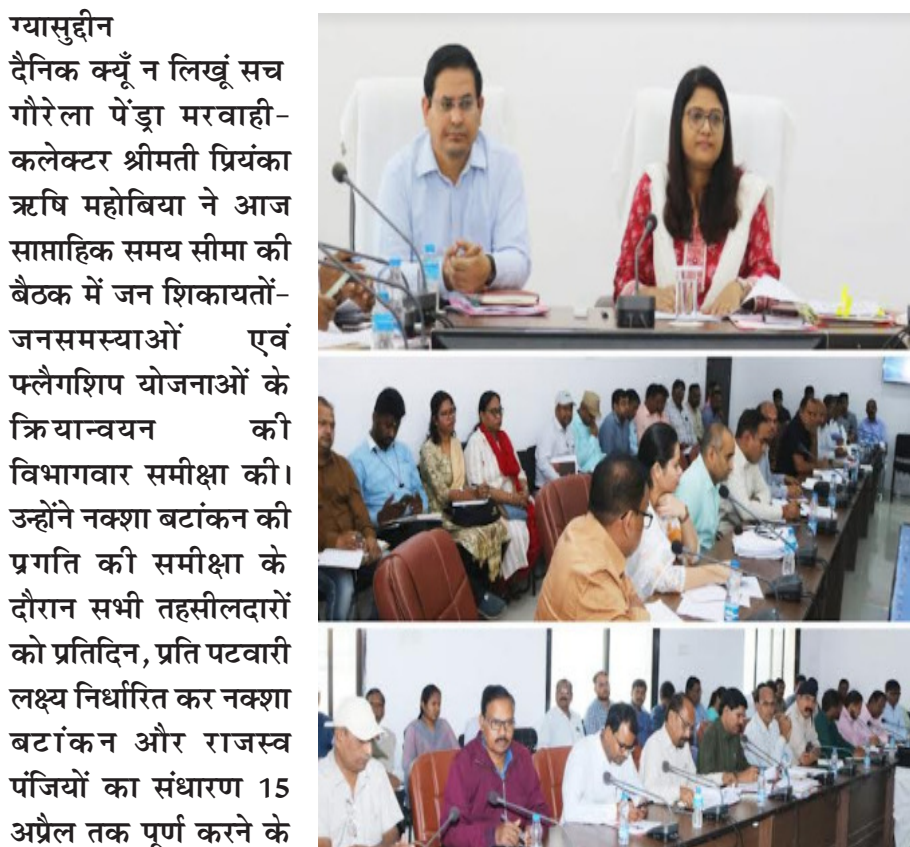 ग्यासुद्दीन
दैनिक क्यूँ न लिखूं सच
गौरेला पेंड्रा मरवाही-
कलेक्टर श्रीमती प्रियंका
ऋषि महोबिया ने आज
साप्ताहिक समय सीमा की
बैठक में जन शिकायतों-
जनसमस्याओं एवं
फ्लैगशिप योजनाओं के
क्रियान्वयन की
विभागवार समीक्षा की।
उन्होंने नक्शा बटांकन की
प्रगति की समीक्षा के
दौरान सभी तहसीलदारों
को प्रतिदिन, प्रति पटवारी
लक्ष्य निर्धारित कर नक्शा
बटांकन और राजस्व
पंजियों का संधारण 15
अप्रैल तक पूर्ण करने के